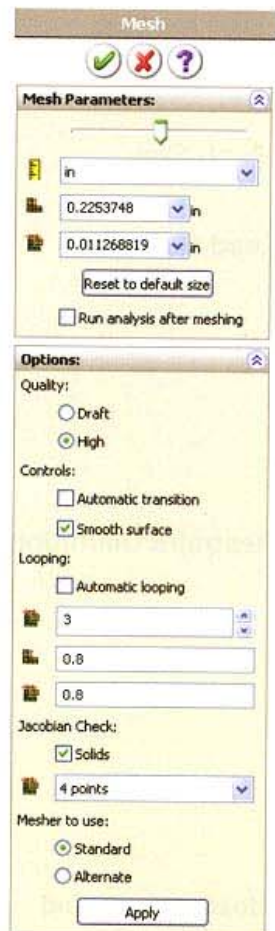 Mesh
?
Mesh Parameters:
in
0.2253748 in
0.011268819 in
Reset to default size
Run analysis after meshing
Options:
Quality:
Draft
High
Controls:
Automatic transition
Smooth surface
Looping:
Automatic looping
3
0.8
0.8
Jacobian Check:
Solids
4 points
Mesher to use:
Standard
Alternate
Apply